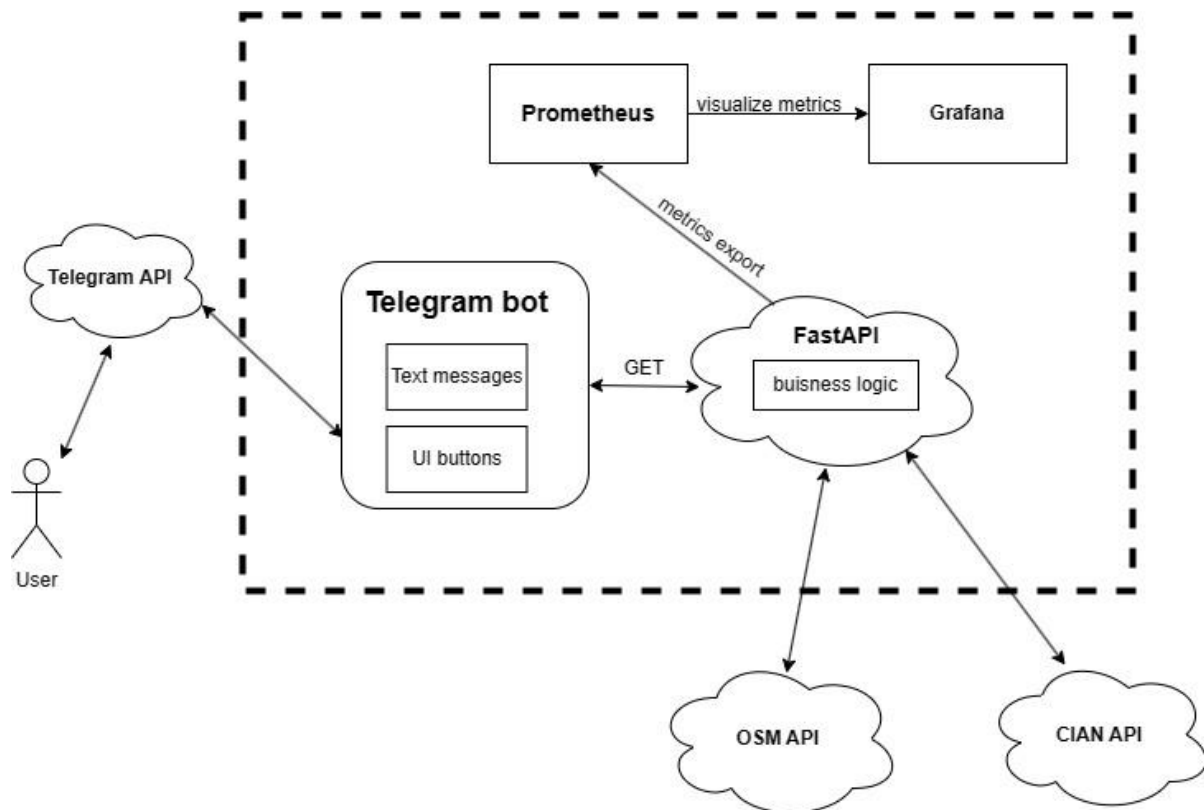 Prometheus
visualize metrics
Grafana
metrics export
Telegram API
Telegram bot
Text messages
UI buttons
GET
FastAPI
buisness logic
User
OSM API
CIAN API